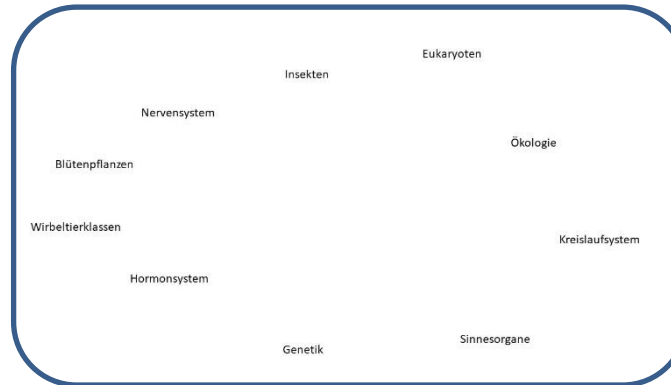 Eukaryoten
Insekten
Nervensystem
Ökologie
Blütenpflanzen
Wirbeltierklassen
Kreislaufsystem
Hormonsystem
Sinnesorgane
Genetik